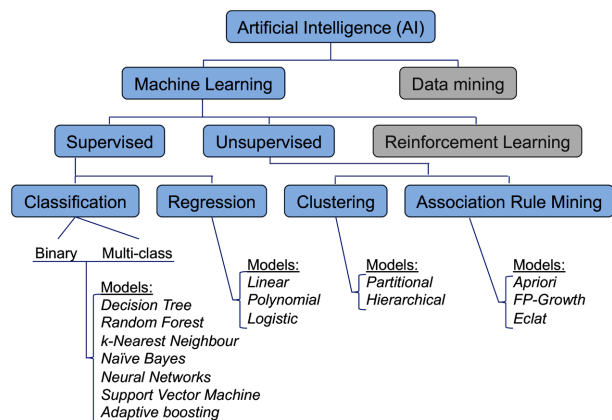 Artificial Intelligence (AI)
Machine Learning
Data mining
Supervised
Unsupervised
Reinforcement Learning
Classification
Regression
Clustering
Association Rule Mining
Binary
Multi-class
Models:
Decision Tree
Random Forest
k-Nearest Neighbour
Naïve Bayes
Neural Networks
Support Vector Machine
Adaptive boosting
Models:
Linear
Polynomial
Logistic
Models:
Partitional
Hierarchical
Models:
Apriori
FP-Growth
Eclat